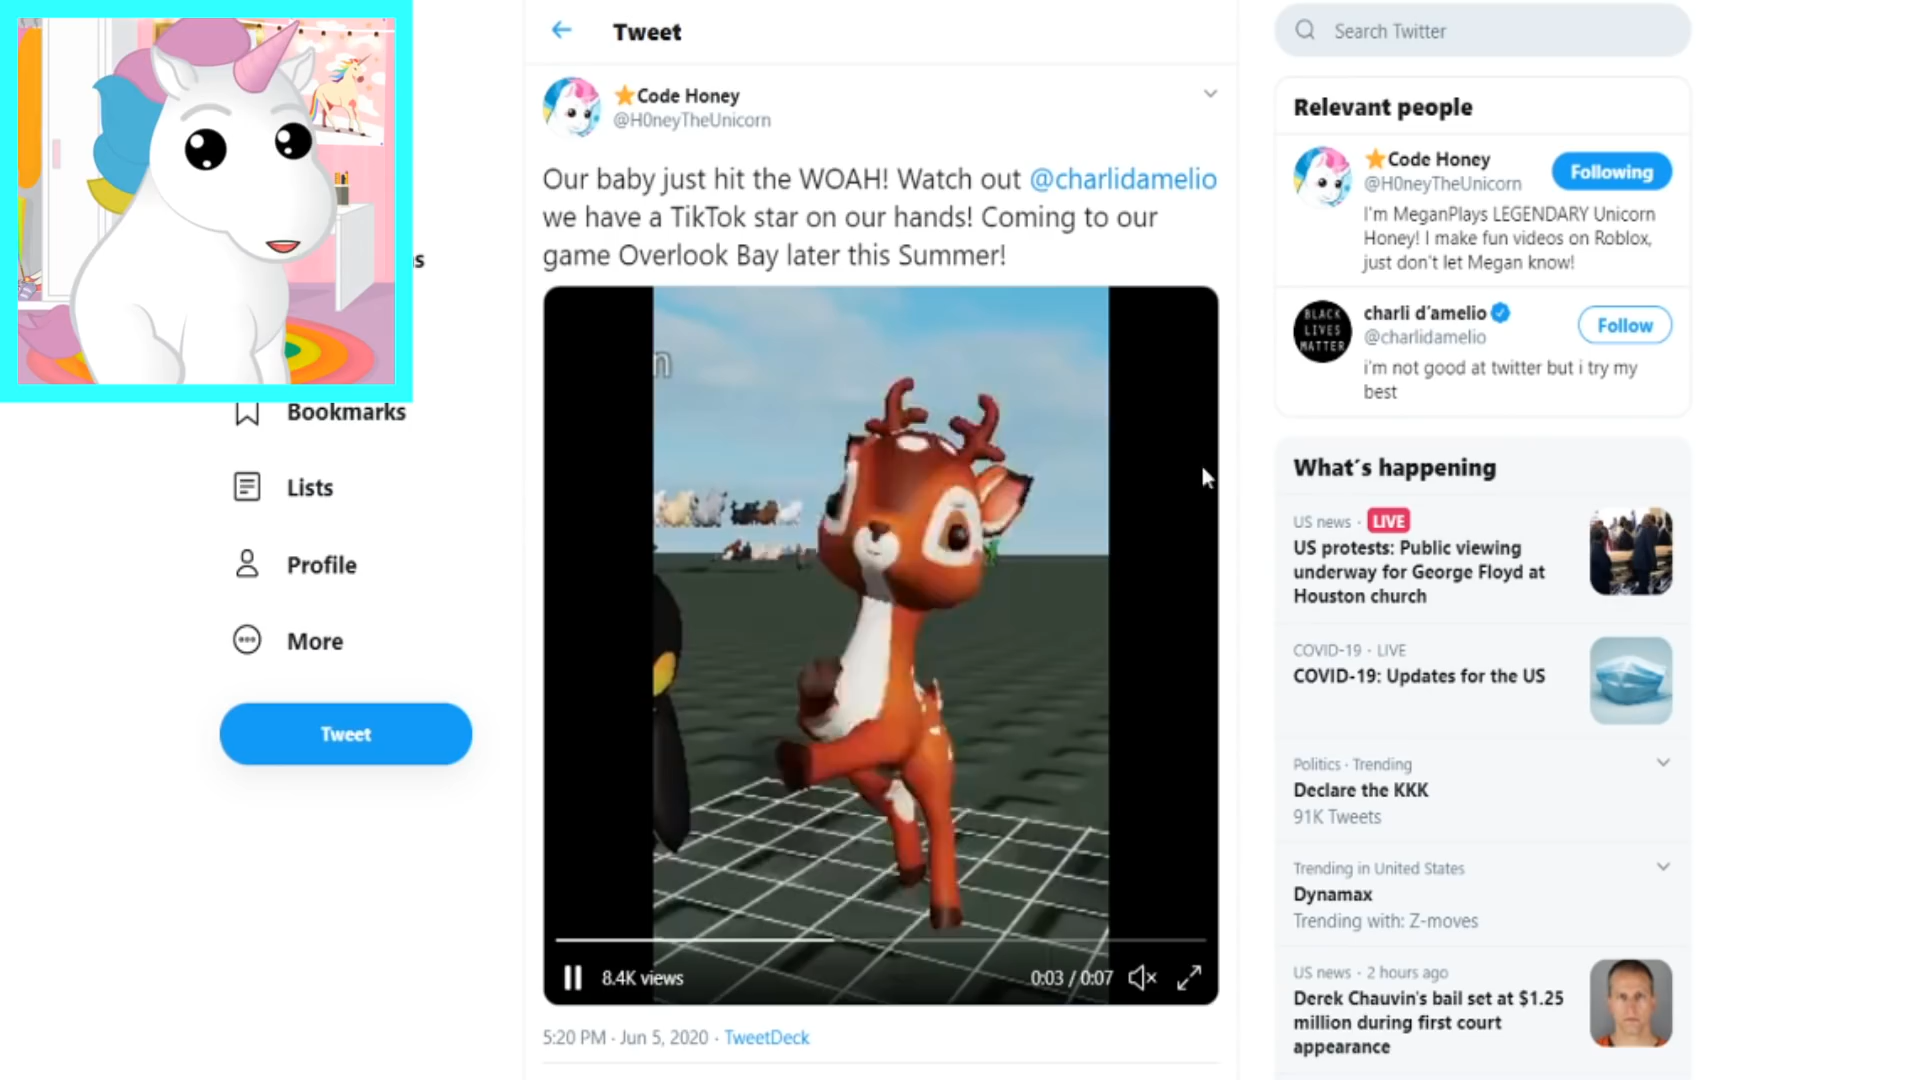 s
Bookmarks
Lists
Profile
More
Tweet
Tweet
Code Honey
@H0neyTheUnicorn
Our baby just hit the WOAH! Watch out @charlidamelio
we have a TikTok star on our hands! Coming to our
game Overlook Bay later this Summer!
n
8.4K views
0:03 / 0:07
5:20 PM · Jun 5, 2020 · TweetDeck
Search Twitter
Relevant people
Code Honey
@H0neyTheUnicorn
Following
I'm MeganPlays LEGENDARY Unicorn
Honey! I make fun videos on Roblox,
just don't let Megan know!
BLACK
LIVES
MATTER
charli d'amelio
@charlidamelio
Follow
i'm not good at twitter but i try my
best
What's happening
US news · LIVE
US protests: Public viewing
underway for George Floyd at
Houston church
COVID-19 · LIVE
COVID-19: Updates for the US
Politics · Trending
Declare the KKK
91K Tweets
Trending in United States
Dynamax
Trending with: Z-moves
US news · 2 hours ago
Derek Chauvin's bail set at $1.25
million during first court
appearance